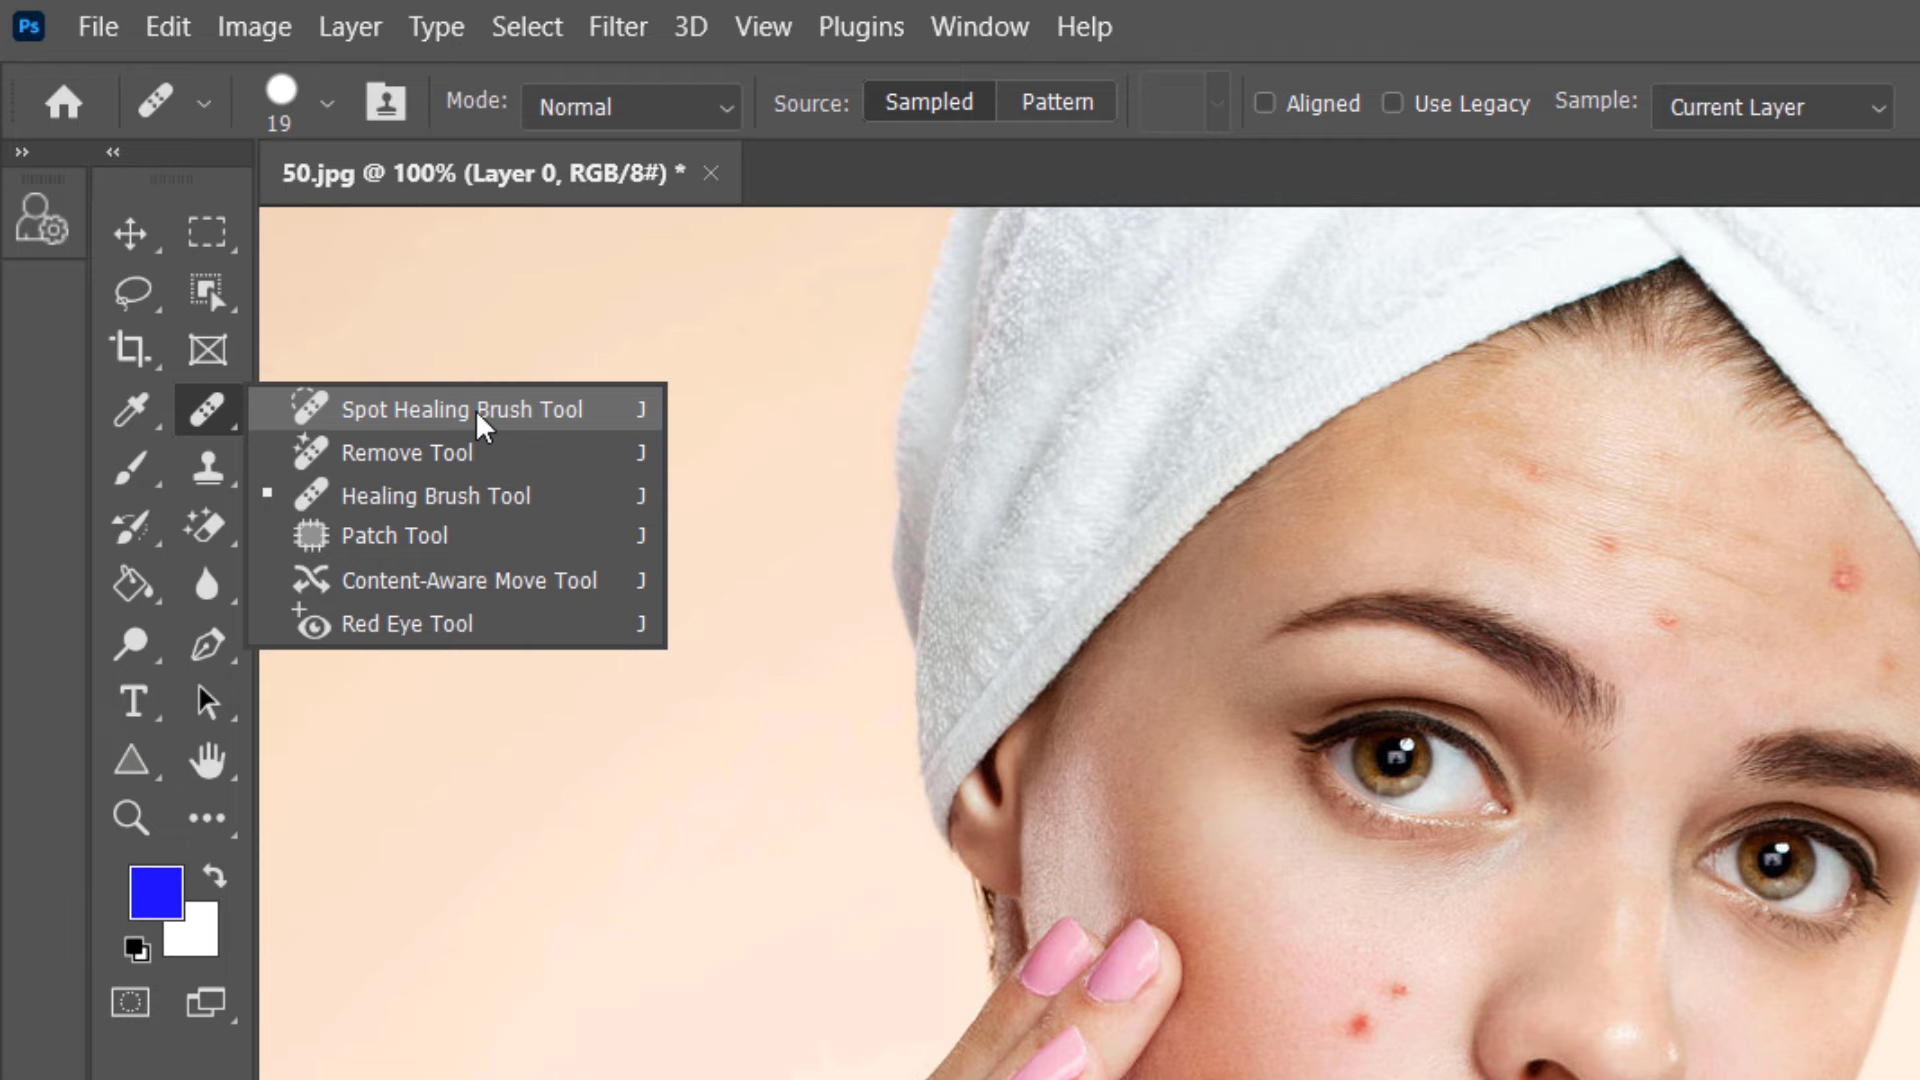 Ps File Edit Image Layer Type Select Filter 3D View Plugins Window Help
19 Mode: Normal Source: Sampled Pattern Aligned Use Legacy Sample: Current Layer
50.jpg @ 100% (Layer 0, RGB/8#) *
Spot Healing Brush Tool J
Remove Tool J
Healing Brush Tool J
Patch Tool J
Content-Aware Move Tool J
Red Eye Tool J